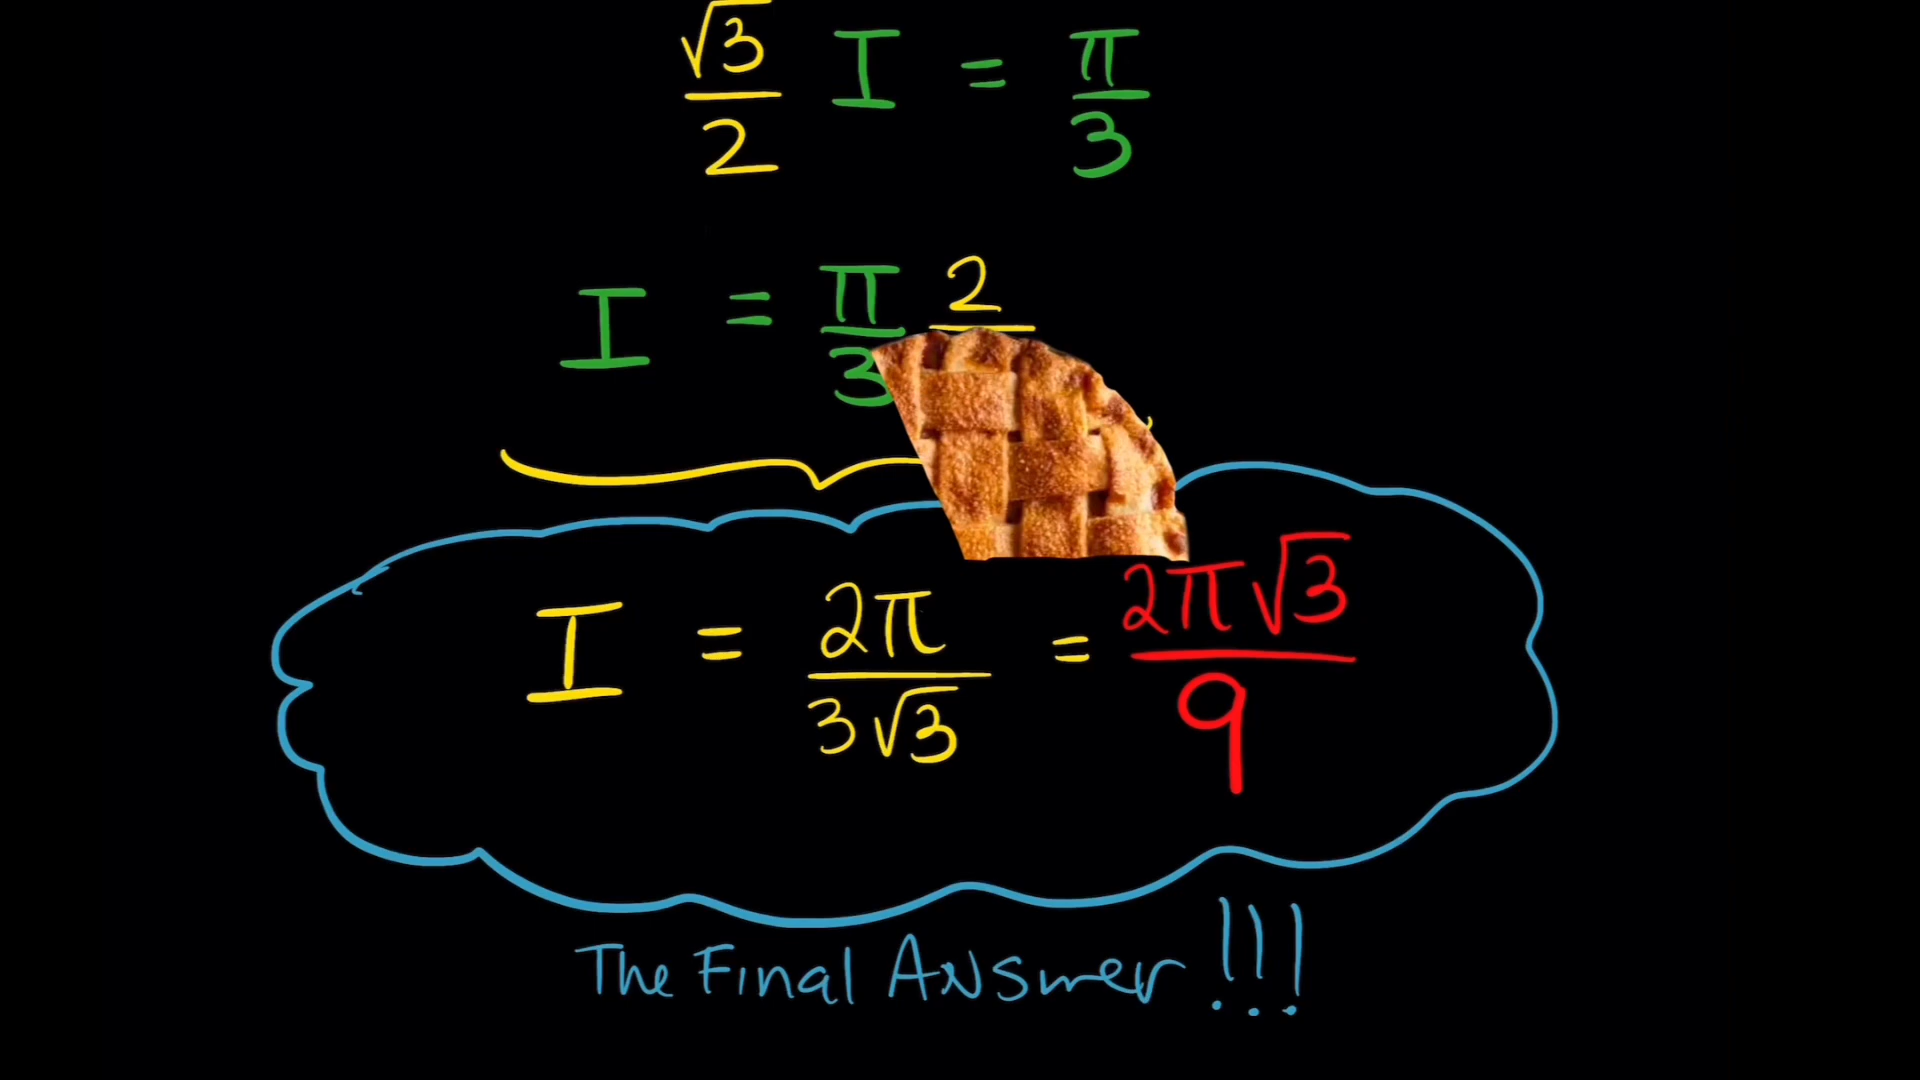 √3/2 I = π/3
I = π/3 2
I = 2π/3√3 = 2π√3/9
The Final Answer !!!